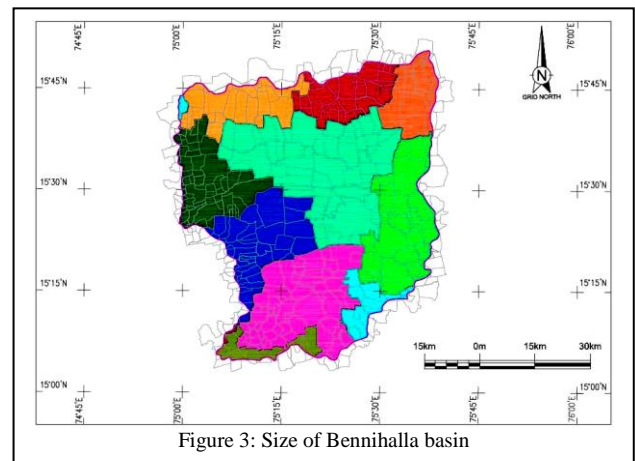 74°45'E
75°00'E
75°15'E
75°30'E
75°45'E
76°00'E
15°45'N
15°45'N
N
GRID NORTH
15°30'N
15°30'N
15°15'N
15°15'N
15km 0m 15km 30km
15°00'N
15°00'N
74°45'E
75°00'E
75°15'E
75°30'E
75°45'E
76°00'E
Figure 3: Size of Bennihalla basin